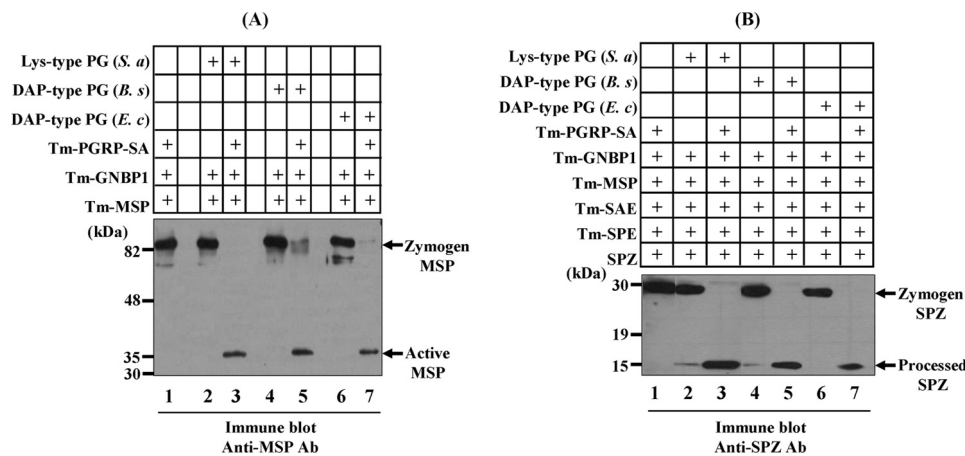 (A)
Lys-type PG (S. a) + +
DAP-type PG (B. s) + +
DAP-type PG (E. c) + +
Tm-PGRP-SA + + + +
Tm-GNBP1 + + + + + + +
Tm-MSP + + + + + + +
(kDa)
82
48
35
30
Zymogen
MSP
Active
MSP
1 2 3 4 5 6 7
Immune blot
Anti-MSP Ab
(B)
Lys-type PG (S. a) + +
DAP-type PG (B. s) + +
DAP-type PG (E. c) + +
Tm-PGRP-SA + + + +
Tm-GNBP1 + + + + + + +
Tm-MSP + + + + + + +
Tm-SAE + + + + + + +
Tm-SPE + + + + + + +
SPZ + + + + + + +
(kDa)
30
19
15
Zymogen
SPZ
Processed
SPZ
1 2 3 4 5 6 7
Immune blot
Anti-SPZ Ab